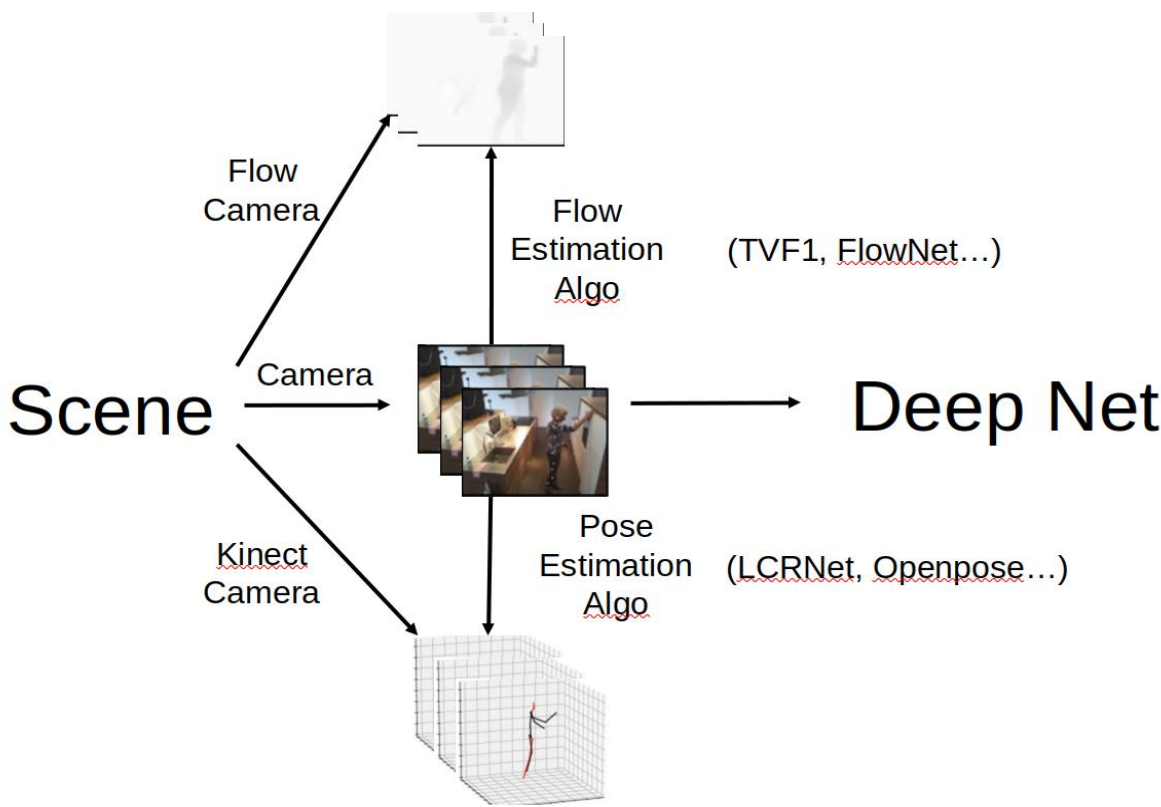 Flow
Camera
Flow
Estimation
Algo
(TVF1, FlowNet…)
Scene
Camera
Deep Net
Kinect
Camera
Pose
Estimation
Algo
(LCRNet, Openpose…)